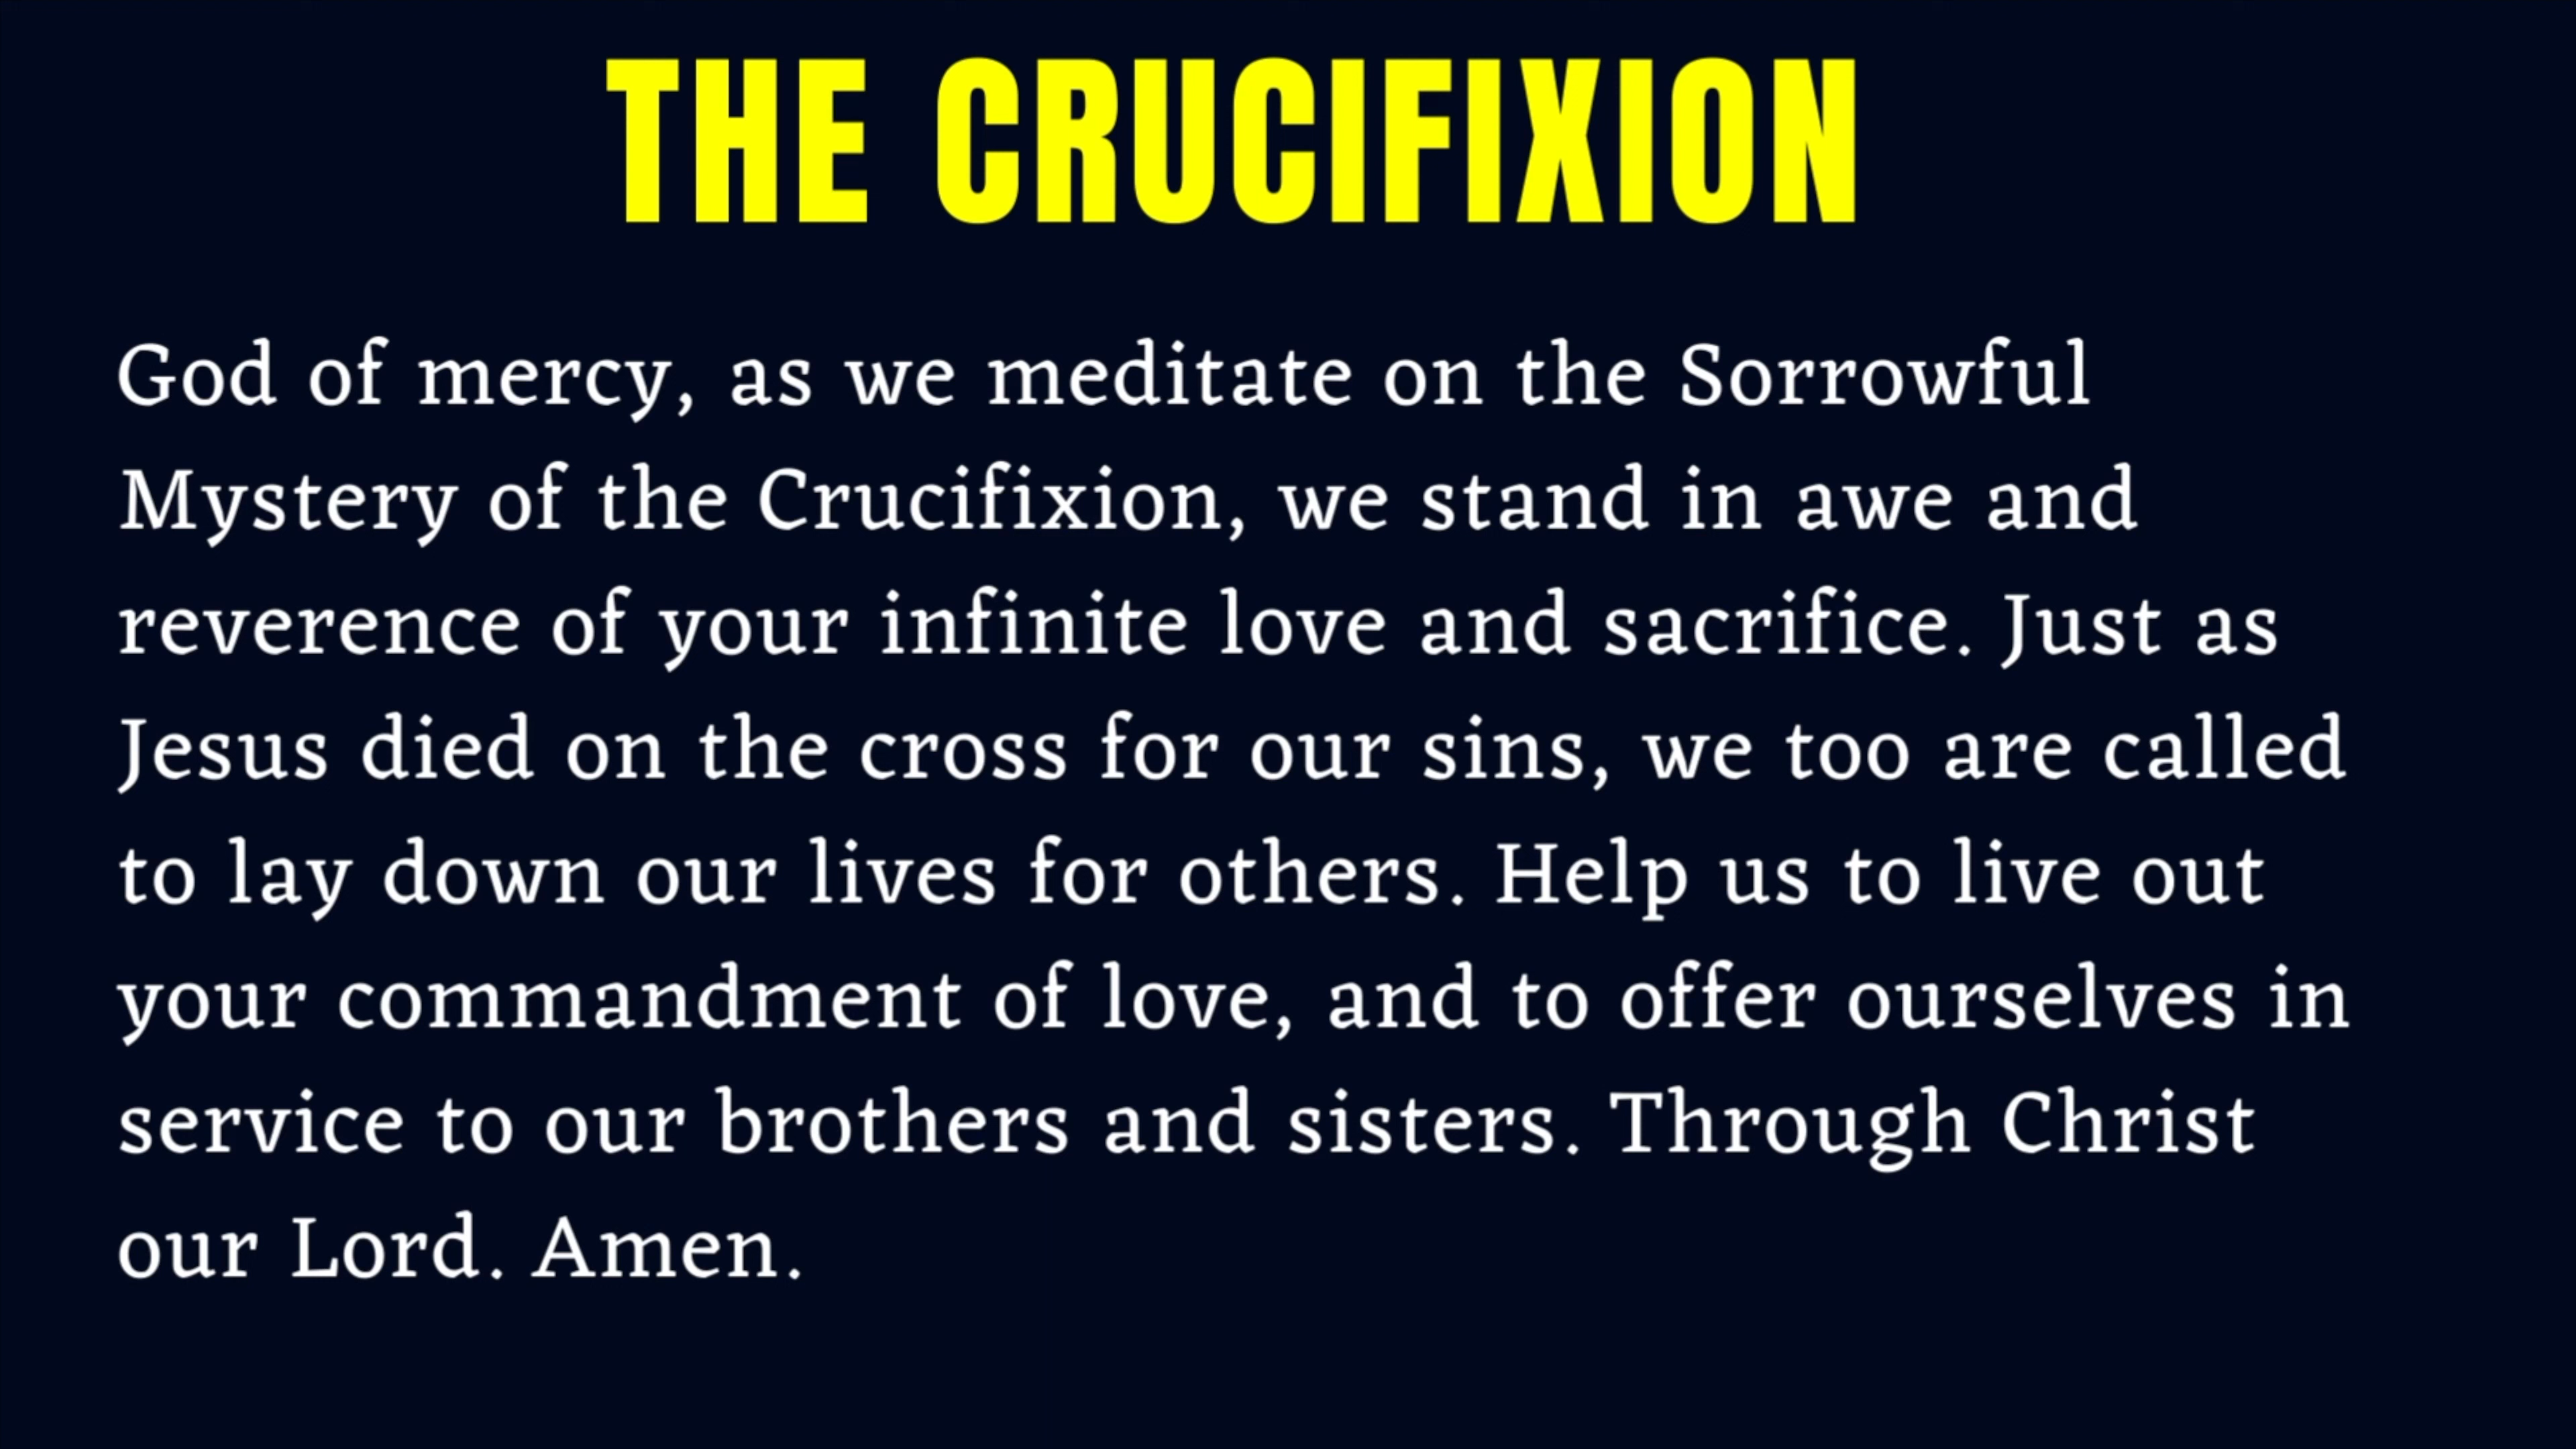 THE CRUCIFIXION
God of mercy, as we meditate on the Sorrowful
Mystery of the Crucifixion, we stand in awe and
reverence of your infinite love and sacrifice. Just as
Jesus died on the cross for our sins, we too are called
to lay down our lives for others. Help us to live out
your commandment of love, and to offer ourselves in
service to our brothers and sisters. Through Christ
our Lord. Amen.